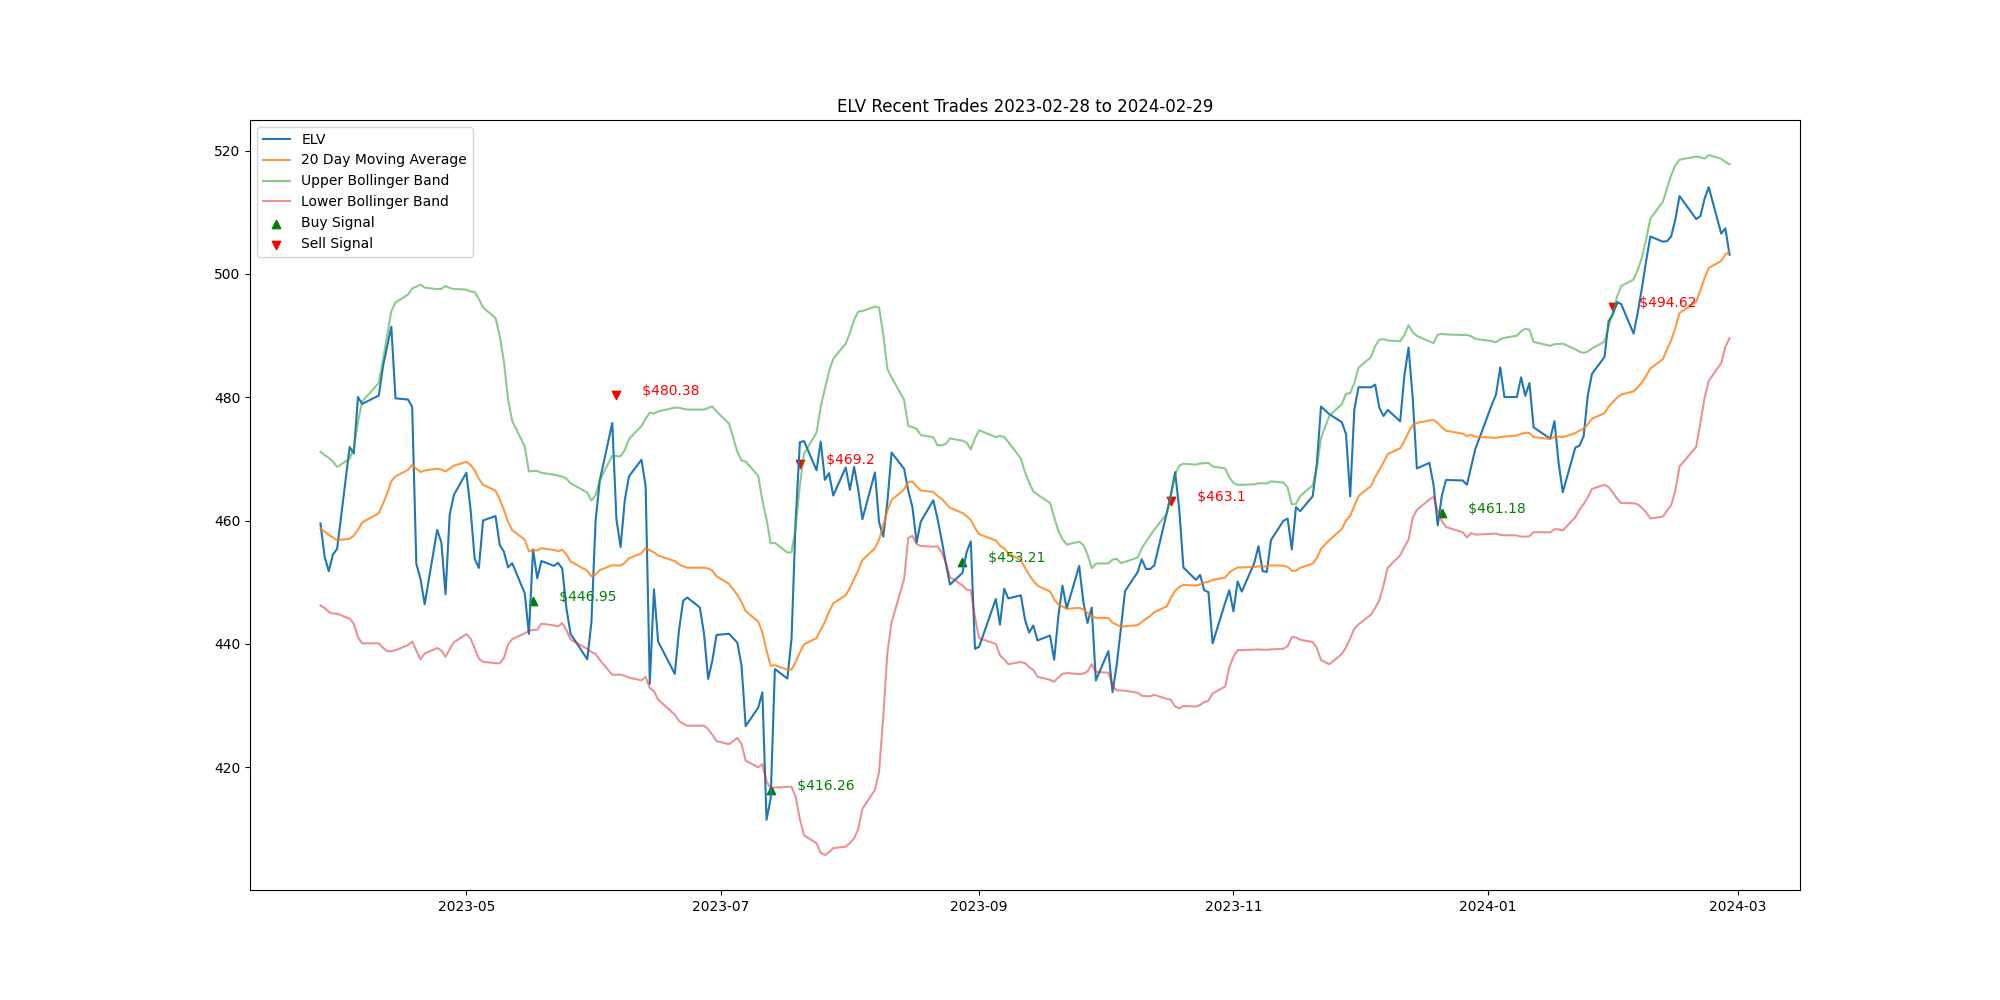 ELV Recent Trades 2023-02-28 to 2024-02-29
ELV
20 Day Moving Average
Upper Bollinger Band
Lower Bollinger Band
Buy Signal
Sell Signal
520
500
480
460
440
420
$494.62
$480.38
$469.2
$463.1
$461.18
$453.21
$446.95
$416.26
2023-05
2023-07
2023-09
2023-11
2024-01
2024-03